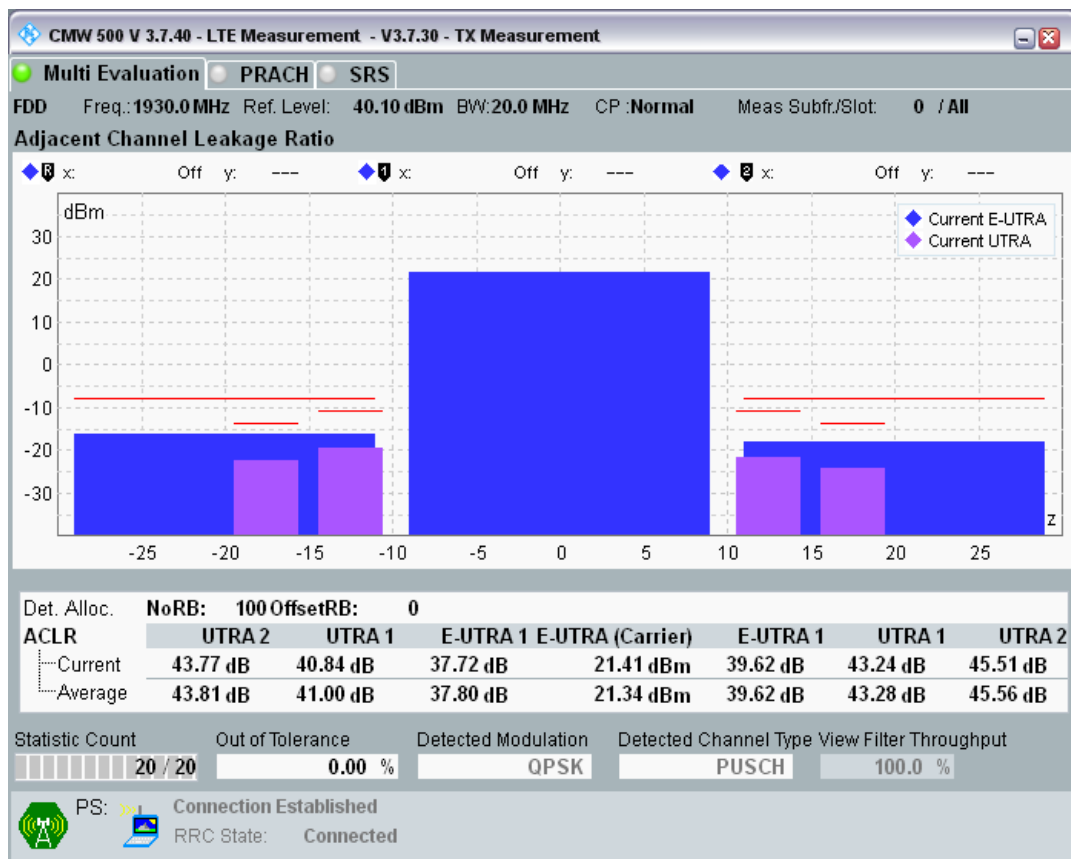 CMW 500 V 3.7.40 - LTE Measurement - V3.7.30 - TX Measurement
Multi Evaluation PRACH SRS
FDD Freq.:1930.0 MHz Ref. Level: 40.10 dBm BW:20.0 MHz CP :Normal Meas Subfr./Slot: 0 / All
Adjacent Channel Leakage Ratio
R x: Off y: --- 1 x: Off y: --- 2 x: Off y: ---
dBm
Current E-UTRA
Current UTRA
30
20
10
0
-10
-20
-30
z
-25 -20 -15 -10 -5 0 5 10 15 20 25
Det. Alloc. NoRB: 100 OffsetRB: 0
ACLR UTRA 2 UTRA 1 E-UTRA 1 E-UTRA (Carrier) E-UTRA 1 UTRA 1 UTRA 2
Current 43.77 dB 40.84 dB 37.72 dB 21.41 dBm 39.62 dB 43.24 dB 45.51 dB
Average 43.81 dB 41.00 dB 37.80 dB 21.34 dBm 39.62 dB 43.28 dB 45.56 dB
Statistic Count Out of Tolerance Detected Modulation Detected Channel Type View Filter Throughput
20 / 20 0.00 % QPSK PUSCH 100.0 %
PS: Connection Established
RRC State: Connected